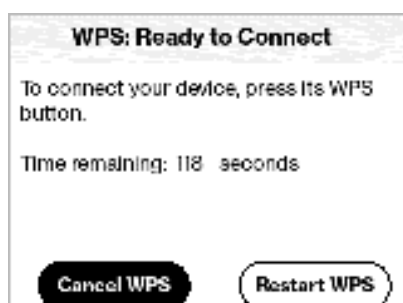 WPS: Ready to Connect
To connect your device, press its WPS
button.
Time remaining: 118 seconds
Cancel WPS
Restart WPS